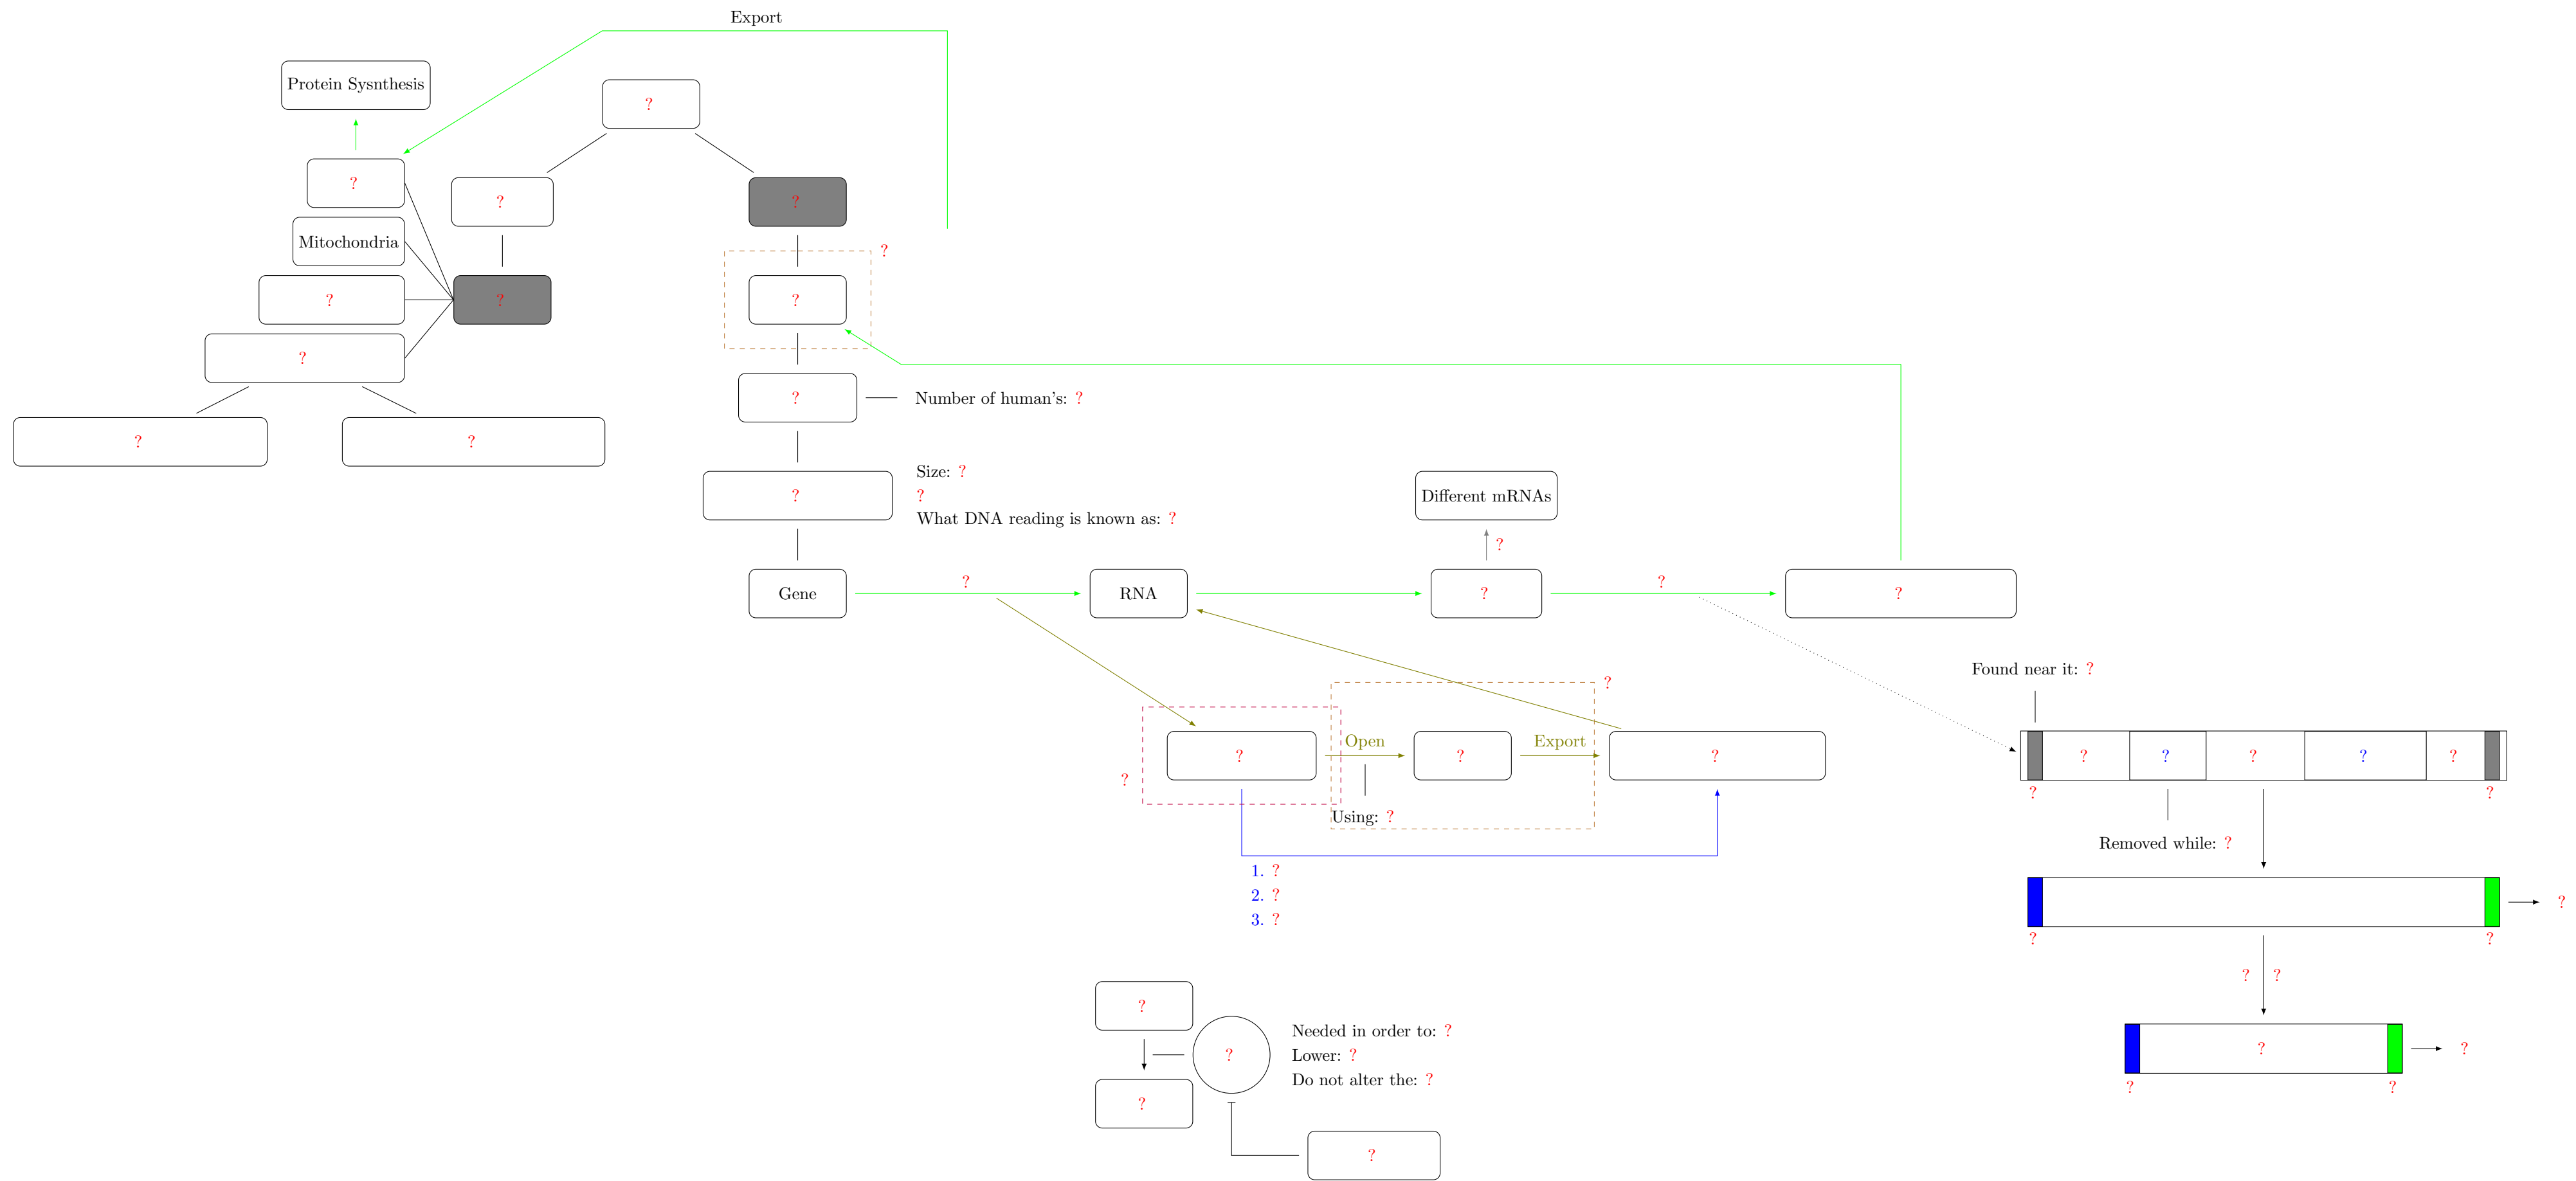 Export
Protein Sysnthesis
?
?
?
?
Mitochondria
?
?
?
?
?
?
Number of human's: ?
?
?
Size: ?
?
?
What DNA reading is known as: ?
Different mRNAs
?
Gene
?
RNA
?
?
?
Found near it: ?
?
?
Open
?
Export
?
?
Using: ?
1. ?
2. ?
3. ?
?
?
?
?
?
?
?
Removed while: ?
?
?
?
? ?
?
?
?
?
?
?
Needed in order to: ?
Lower: ?
Do not alter the: ?
?
?